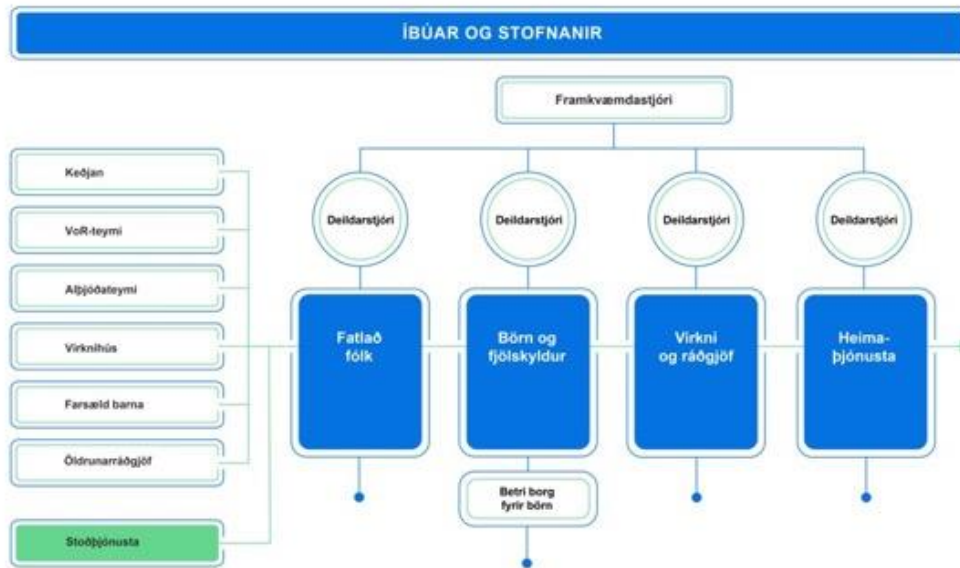 ÍBÚAR OG STOFNANIR
Framkvæmdastjóri
Keðjan
VoR-teymi
Alþjóðateymi
Virknihús
Farsæld barna
Öldrunarráðgjöf
Stoðþjónusta
Deildarstjóri
Deildarstjóri
Deildarstjóri
Deildarstjóri
Fatlað
fólk
Börn og
fjölskyldur
Virkni
og ráðgjöf
Heima-
þjónusta
Betri borg
fyrir börn